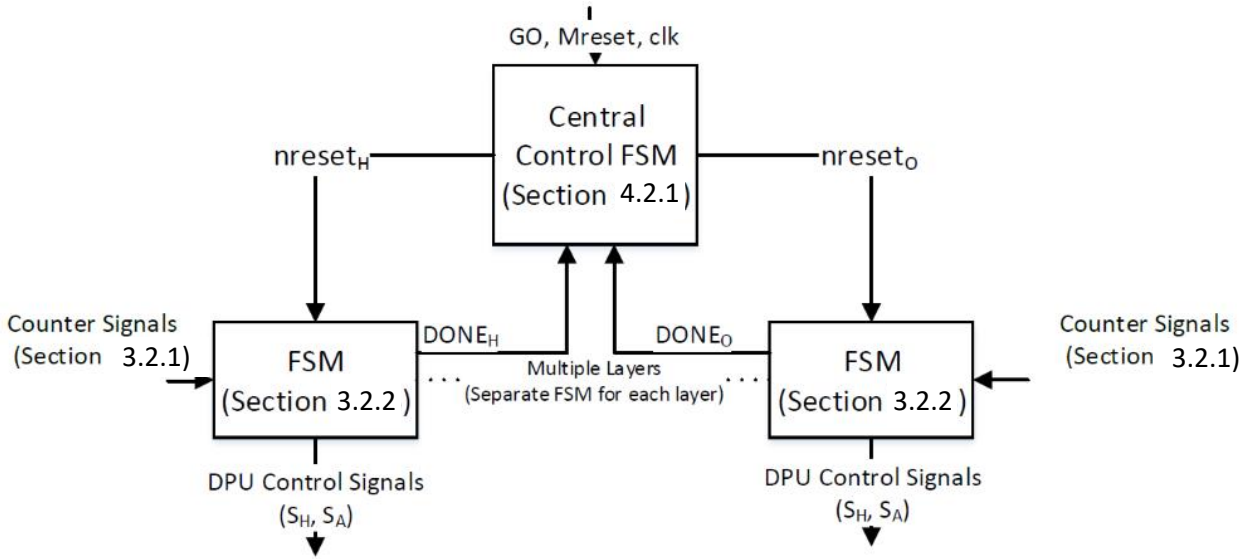 GO, Mreset, clk
Central
Control FSM
(Section 4.2.1)
nresetH
nresetO
Counter Signals
(Section 3.2.1)
FSM
(Section 3.2.2)
DONEH
DONEO
Multiple Layers
(Separate FSM for each layer)
FSM
(Section 3.2.2)
Counter Signals
(Section 3.2.1)
DPU Control Signals
(SH, SA)
DPU Control Signals
(SH, SA)